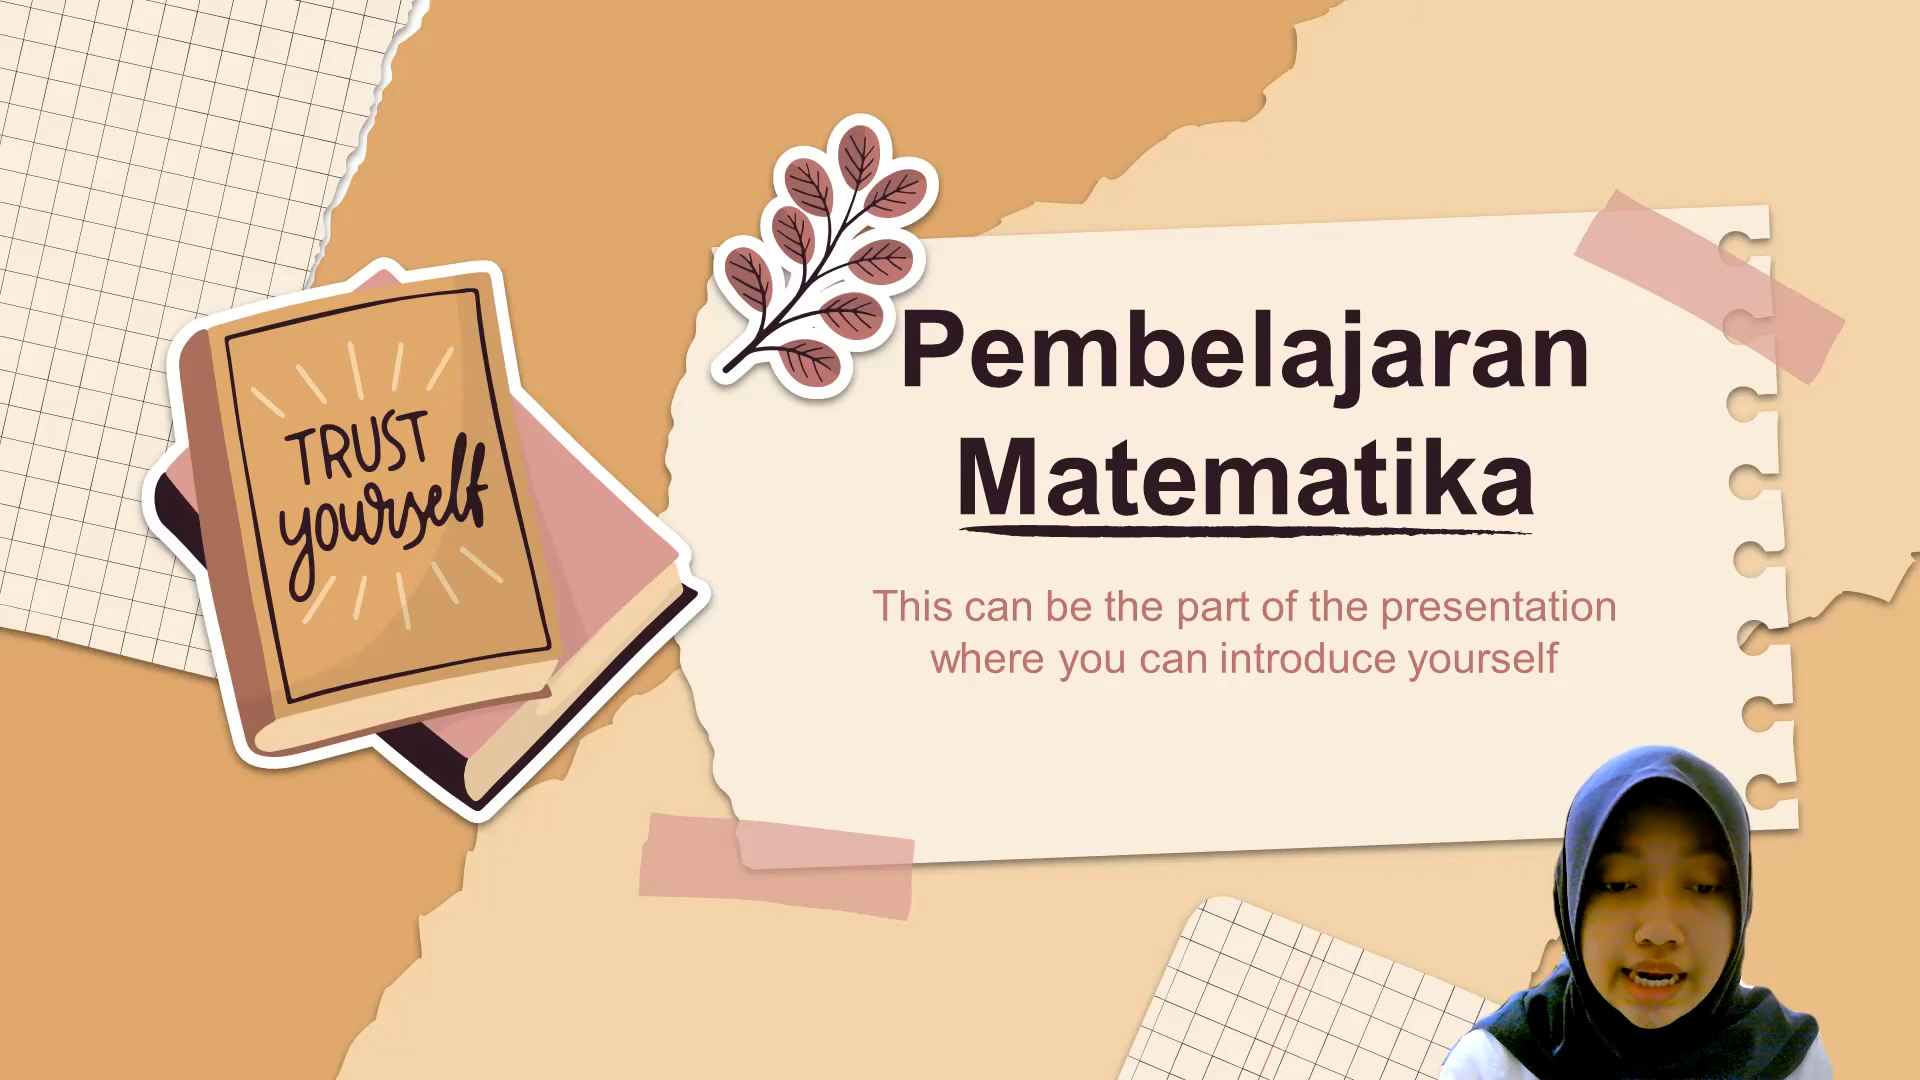 TRUST
yourself
Pembelajaran
Matematika
This can be the part of the presentation
where you can introduce yourself